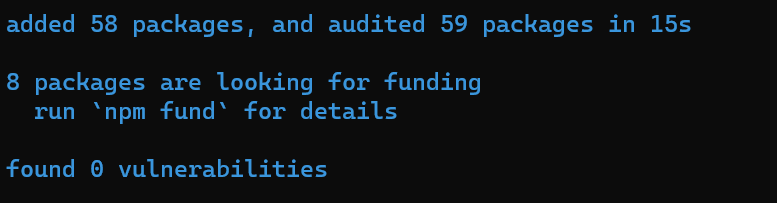 added 58 packages, and audited 59 packages in 15s
8 packages are looking for funding
  run `npm fund` for details
found 0 vulnerabilities